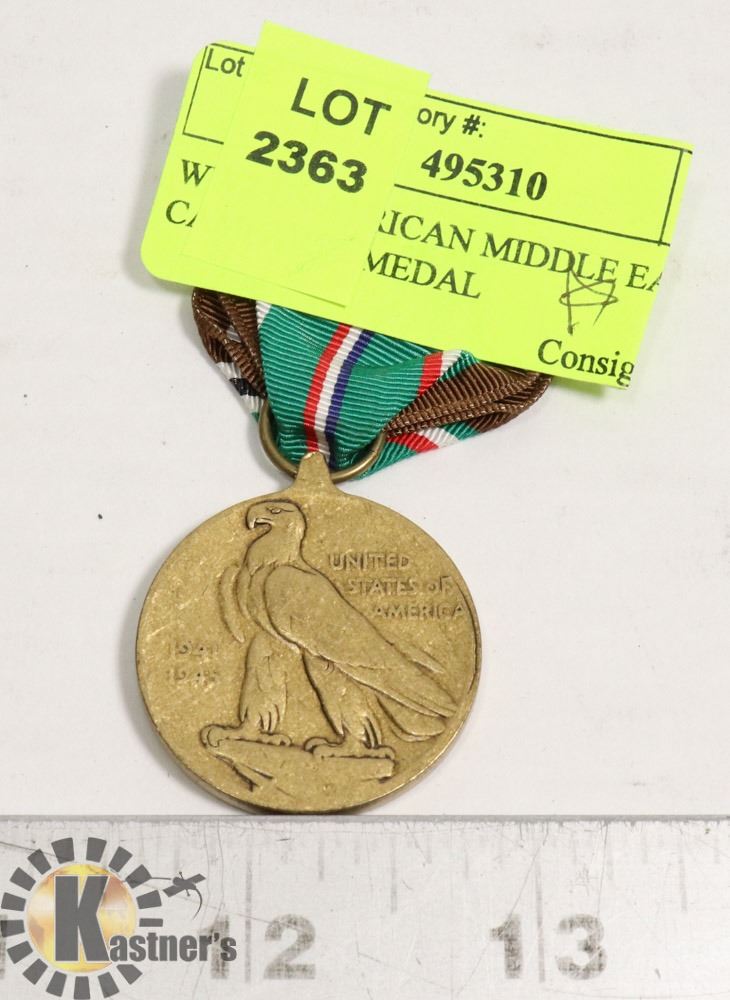 Lot
LOT
2363
ory #:
495310
W
RICAN MIDDLE EA
CA
MEDAL
Consig
UNITED
STATES OF
AMERICA
1941
1945
12
13
Kastner's